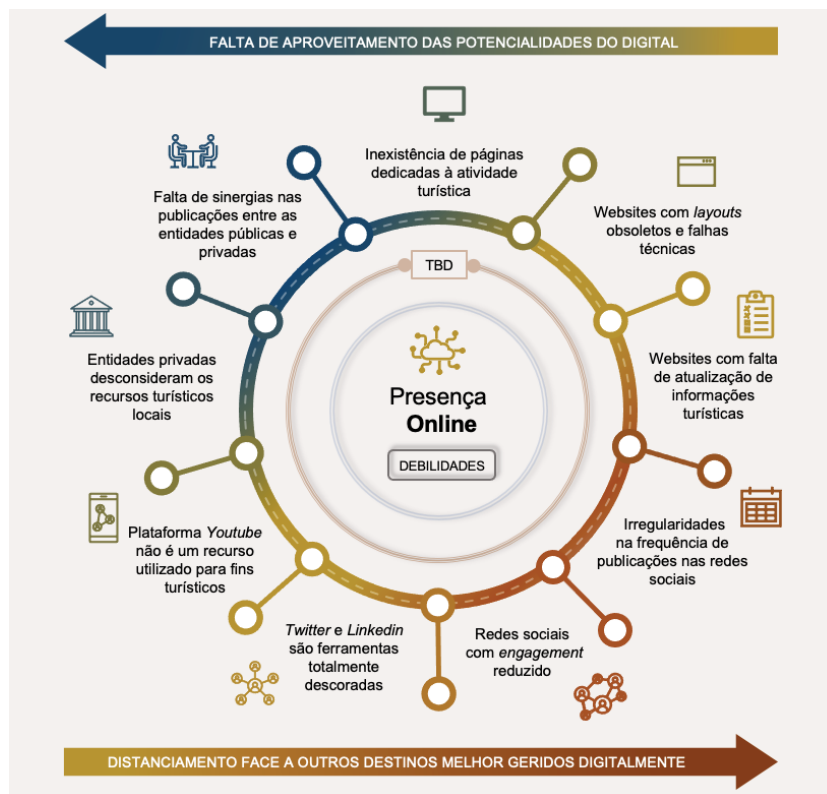 FALTA DE APROVEITAMENTO DAS POTENCIALIDADES DO DIGITAL
Inexistência de páginas
dedicadas à atividade
turística
Websites com layouts
obsoletos e falhas
técnicas
Websites com falta
de atualização de
informações
turísticas
Irregularidades
na frequência de
publicações nas redes
sociais
Redes sociais
com engagement
reduzido
Twitter e Linkedin
são ferramentas
totalmente
descoradas
Plataforma Youtube
não é um recurso
utilizado para fins
turísticos
Entidades privadas
desconsideram os
recursos turísticos
locais
Falta de sinergias nas
publicações entre as
entidades públicas e
privadas
TBD
Presença
Online
DEBILIDADES
DISTANCIAMENTO FACE A OUTROS DESTINOS MELHOR GERIDOS DIGITALMENTE